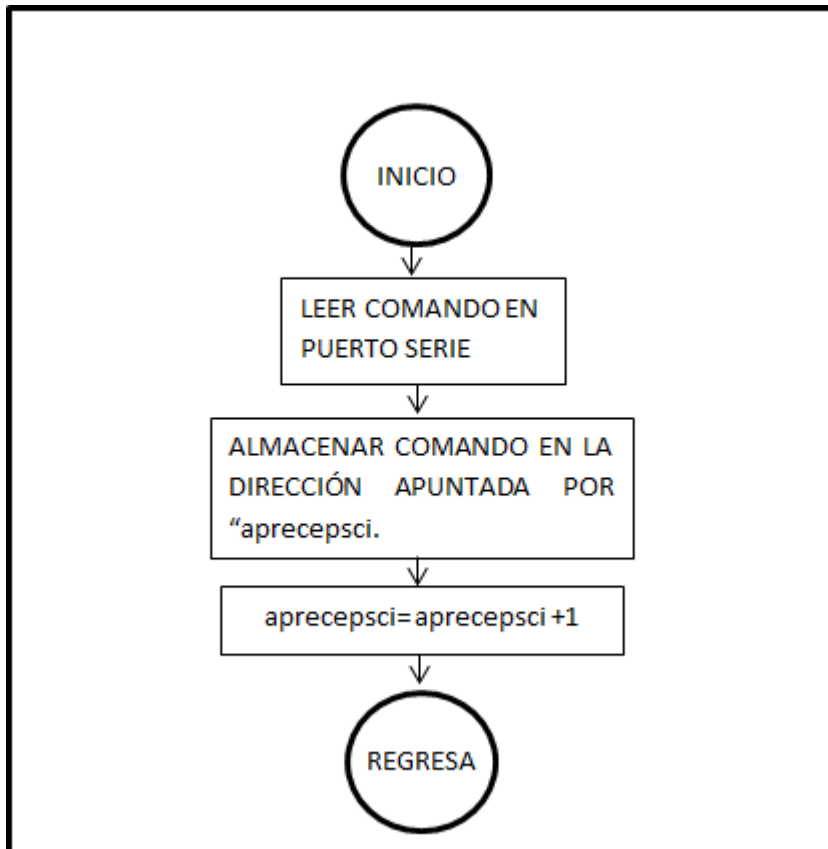 INICIO
LEER COMANDO EN
PUERTO SERIE
ALMACENAR COMANDO EN LA
DIRECCIÓN APUNTADA POR
“aprecepsci.
aprecepsci=aprecepsci +1
REGRESA